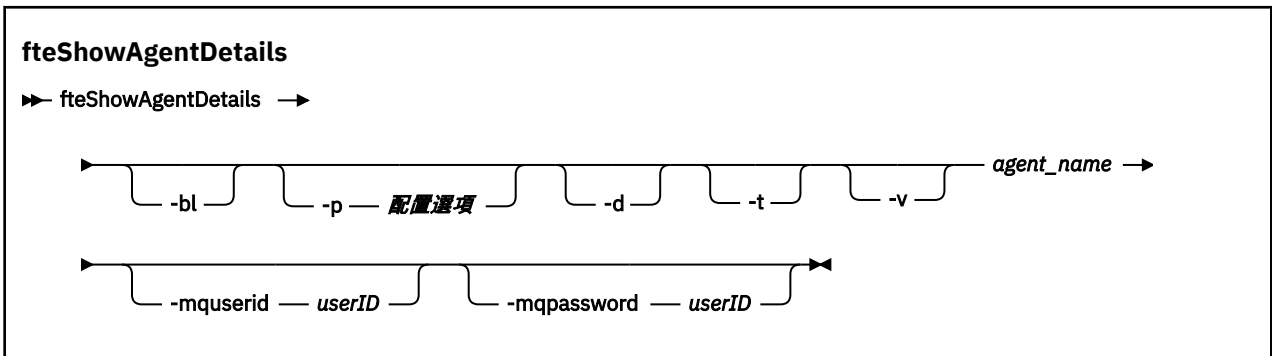 fteShowAgentDetails
fteShowAgentDetails
-bl -p 配置選項 -d -t -v agent_name
-mquserid userID -mqpassword userID